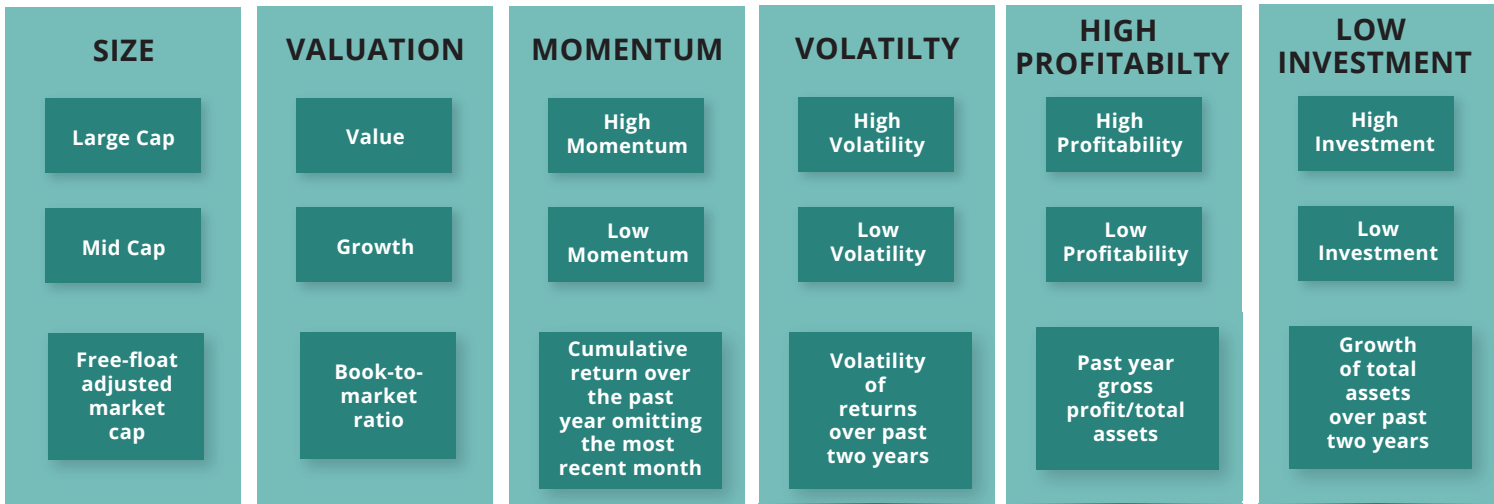 SIZE
Large Cap
Mid Cap
Free-float
adjusted
market
cap
VALUATION
Value
Growth
Book-to-
market
ratio
MOMENTUM
High
Momentum
Low
Momentum
Cumulative
return over
the past
year omitting
the most
recent month
VOLATILTY
High
Volatility
Low
Volatility
Volatility
of
returns
over past
two years
HIGH
PROFITABILTY
High
Profitability
Low
Profitability
Past year
gross
profit/total
assets
LOW
INVESTMENT
High
Investment
Low
Investment
Growth
of total
assets
over past
two years